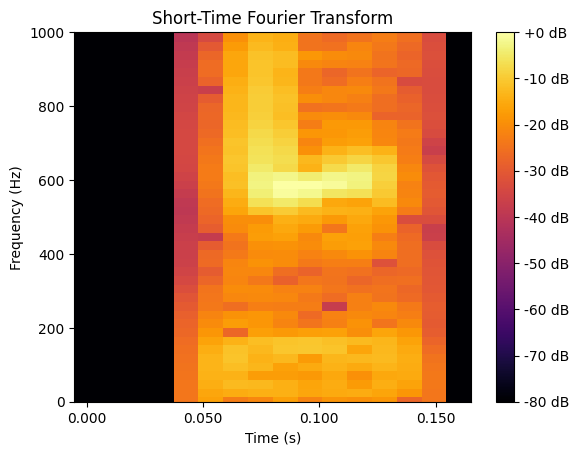 Short-Time Fourier Transform
1000
800
600
400
200
0
Frequency (Hz)
0.000
0.050
0.100
0.150
Time (s)
+0 dB
-10 dB
-20 dB
-30 dB
-40 dB
-50 dB
-60 dB
-70 dB
-80 dB